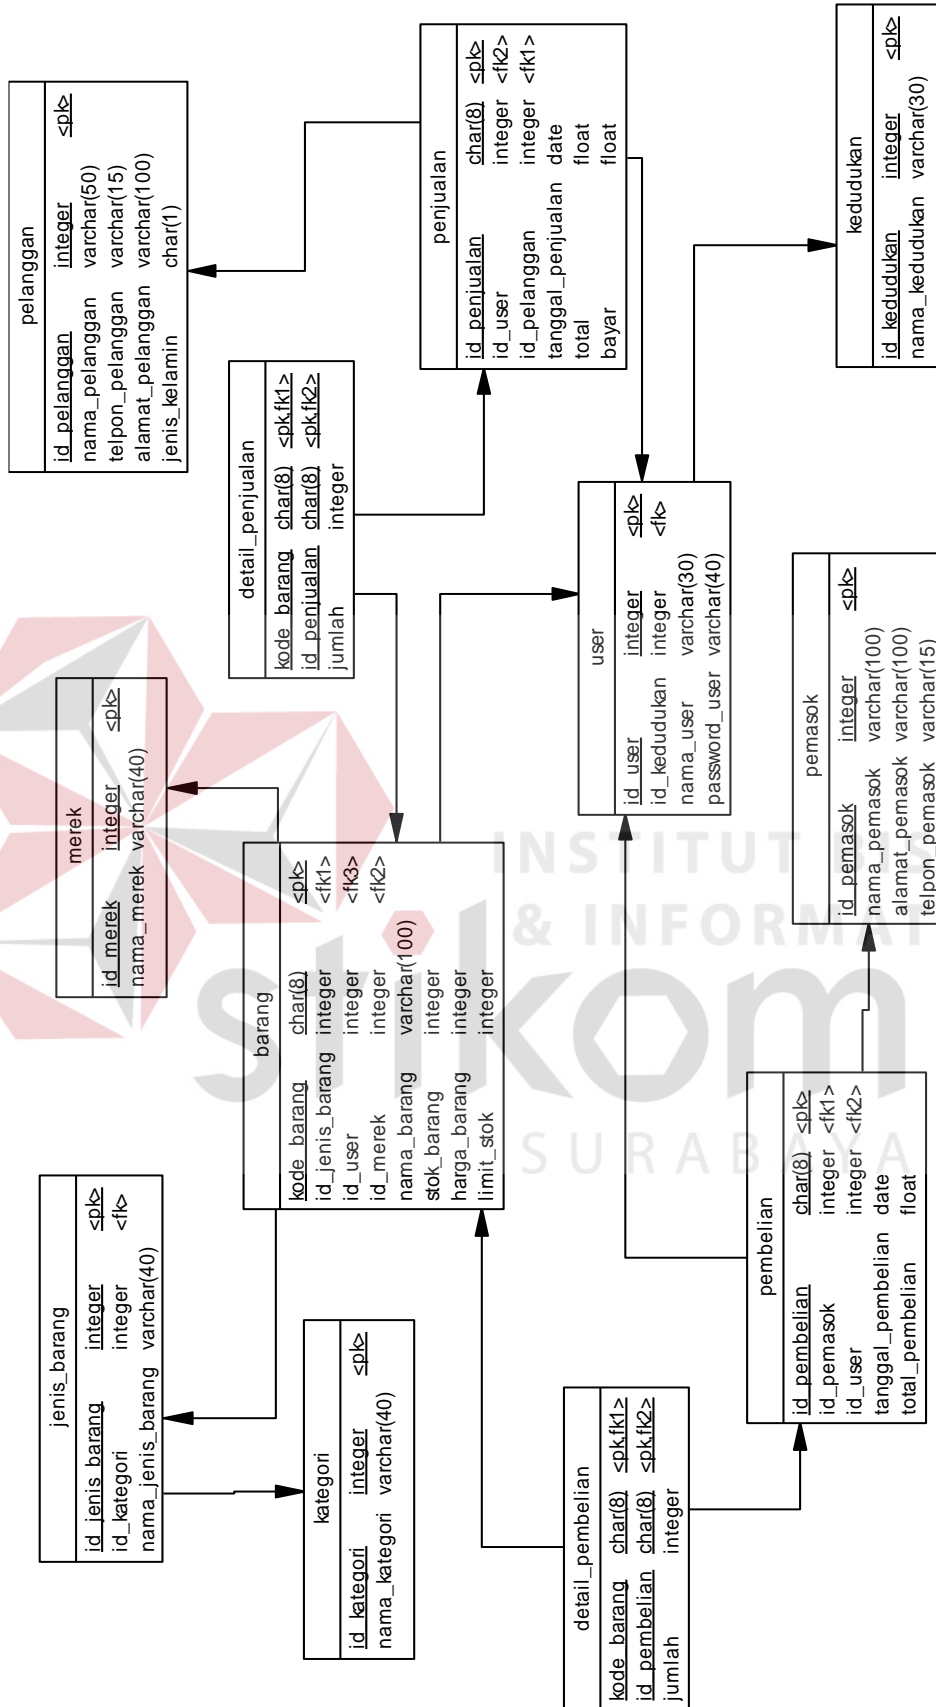 jenis_barang
id_jenis_barang integer <pk>
id_kategori integer <fk>
nama_jenis_barang varchar(40)
merek
id_merek integer <pk>
nama_merek varchar(40)
pelanggan
id_pelanggan integer <pk>
nama_pelanggan varchar(50)
telpon_pelanggan varchar(15)
alamat_pelanggan varchar(100)
jenis_kelamin char(1)
kategori
id_kategori integer <pk>
nama_kategori varchar(40)
barang
kode_barang char(8) <pk>
id_jenis_barang integer <fk1>
id_user integer <fk3>
id_merek integer <fk2>
nama_barang varchar(100)
stok_barang integer
harga_barang integer
limit_stok integer
detail_penjualan
kode_barang char(8) <pk,fk1>
id_penjualan char(8) <pk,fk2>
jumlah integer
penjualan
id_penjualan char(8) <pk>
id_user integer <fk2>
id_pelanggan integer <fk1>
tanggal_penjualan date
total float
bayar float
detail_pembelian
kode_barang char(8) <pk,fk1>
id_pembelian char(8) <pk,fk2>
jumlah integer
user
id_user integer <pk>
id_kedudukan integer <fk>
nama_user varchar(30)
password_user varchar(40)
pembelian
id_pembelian char(8) <pk>
id_pemasok integer <fk1>
id_user integer <fk2>
tanggal_pembelian date
total_pembelian float
pemasok
id_pemasok integer <pk>
nama_pemasok varchar(100)
alamat_pemasok varchar(100)
telpon_pemasok varchar(15)
kedudukan
id_kedudukan integer <pk>
nama_kedudukan varchar(30)
INSTITUT BIS
& INFORMAT
stikom
SURABAYA